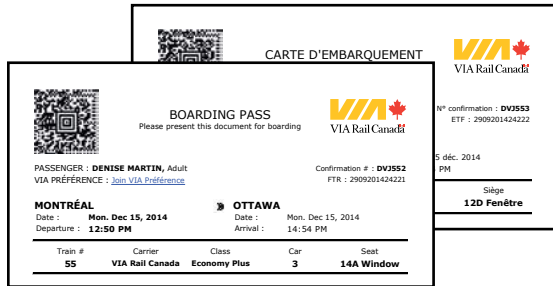 CARTE D'EMBARQUEMENT
VIA Rail Canada
N° confirmation : DVJ553
ETF : 2909201424222
5 déc. 2014
PM
Siège
12D Fenêtre
BOARDING PASS
Please present this document for boarding
VIA Rail Canada
PASSENGER : DENISE MARTIN, Adult
Confirmation # : DVJ552
VIA PRÉFÉRENCE : Join VIA Préférence
FTR : 2909201424221
MONTRÉAL OTTAWA
Date : Mon. Dec 15, 2014 Date : Mon. Dec 15, 2014
Departure : 12:50 PM Arrival : 14:54 PM
Train # Carrier Class Car Seat
55 VIA Rail Canada Economy Plus 3 14A Window